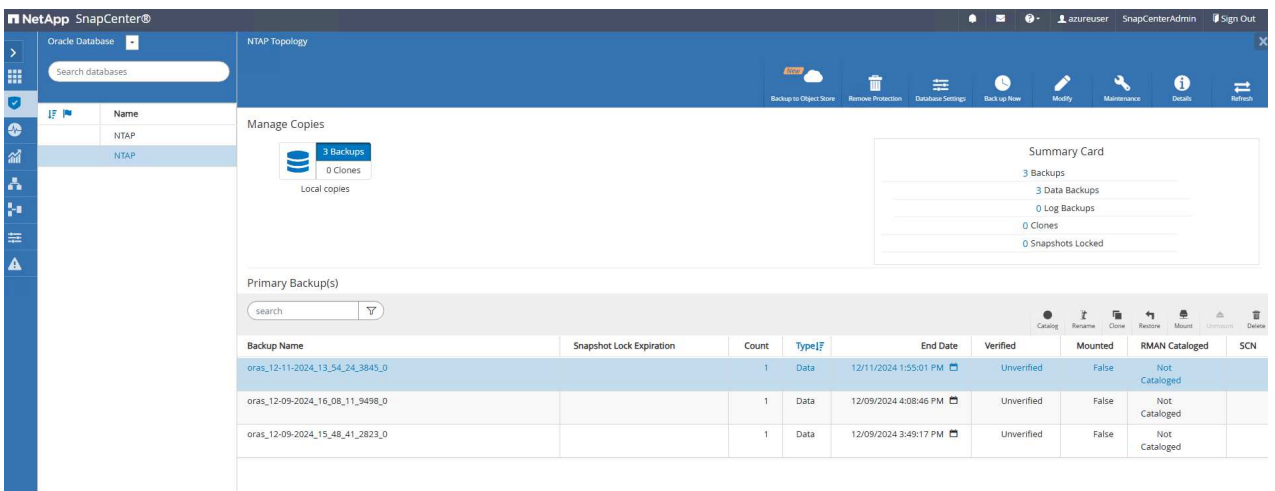 NetApp SnapCenter®
azureuser SnapCenterAdmin Sign Out
Oracle Database
NTAP Topology
Search databases
New
Backup to Object Store Remove Protection Database Settings Back up Now Modify Maintenance Details Refresh
Name
NTAP
NTAP
Manage Copies
3 Backups
0 Clones
Local copies
Summary Card
3 Backups
3 Data Backups
0 Log Backups
0 Clones
0 Snapshots Locked
Primary Backup(s)
search
Catalog Rename Clone Restore Mount Unmount Delete
Backup Name Snapshot Lock Expiration Count Type End Date Verified Mounted RMAN Cataloged SCN
oras_12-11-2024_13_54_24_3845_0 1 Data 12/11/2024 1:55:01 PM Unverified False Not Cataloged
oras_12-09-2024_16_08_11_9498_0 1 Data 12/09/2024 4:08:46 PM Unverified False Not Cataloged
oras_12-09-2024_15_48_41_2823_0 1 Data 12/09/2024 3:49:17 PM Unverified False Not Cataloged